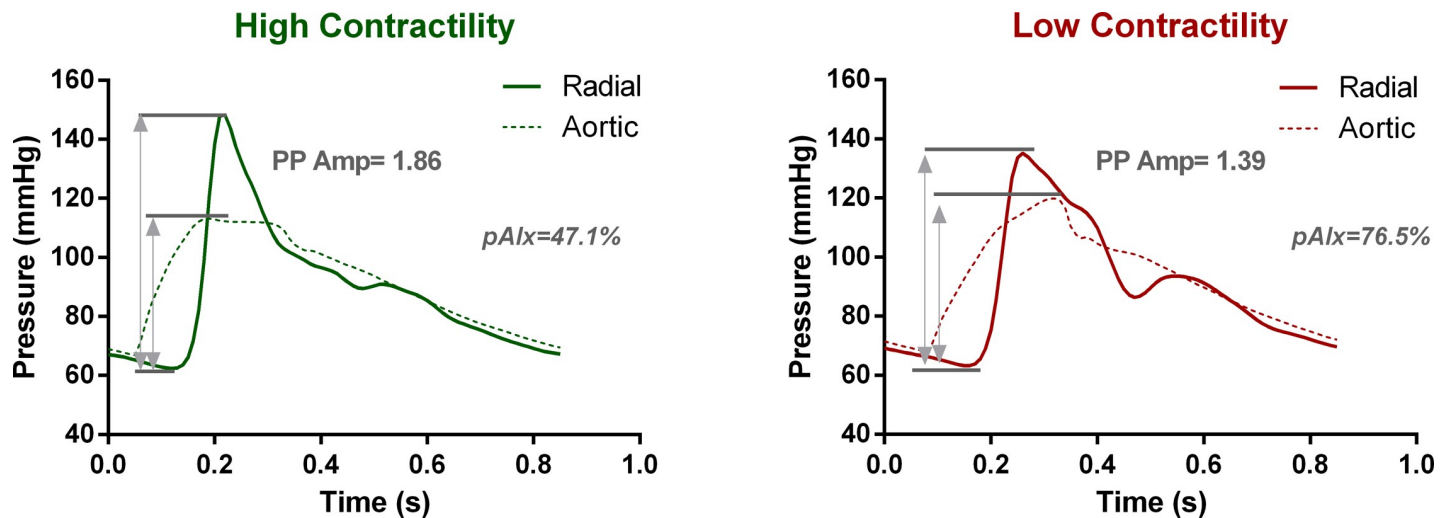 High Contractility
Pressure (mmHg)
160
140
120
100
80
60
40
0.0 0.2 0.4 0.6 0.8 1.0
Time (s)
Radial
Aortic
PP Amp= 1.86
pAIx=47.1%
Low Contractility
Pressure (mmHg)
160
140
120
100
80
60
40
0.0 0.2 0.4 0.6 0.8 1.0
Time (s)
Radial
Aortic
PP Amp= 1.39
pAIx=76.5%